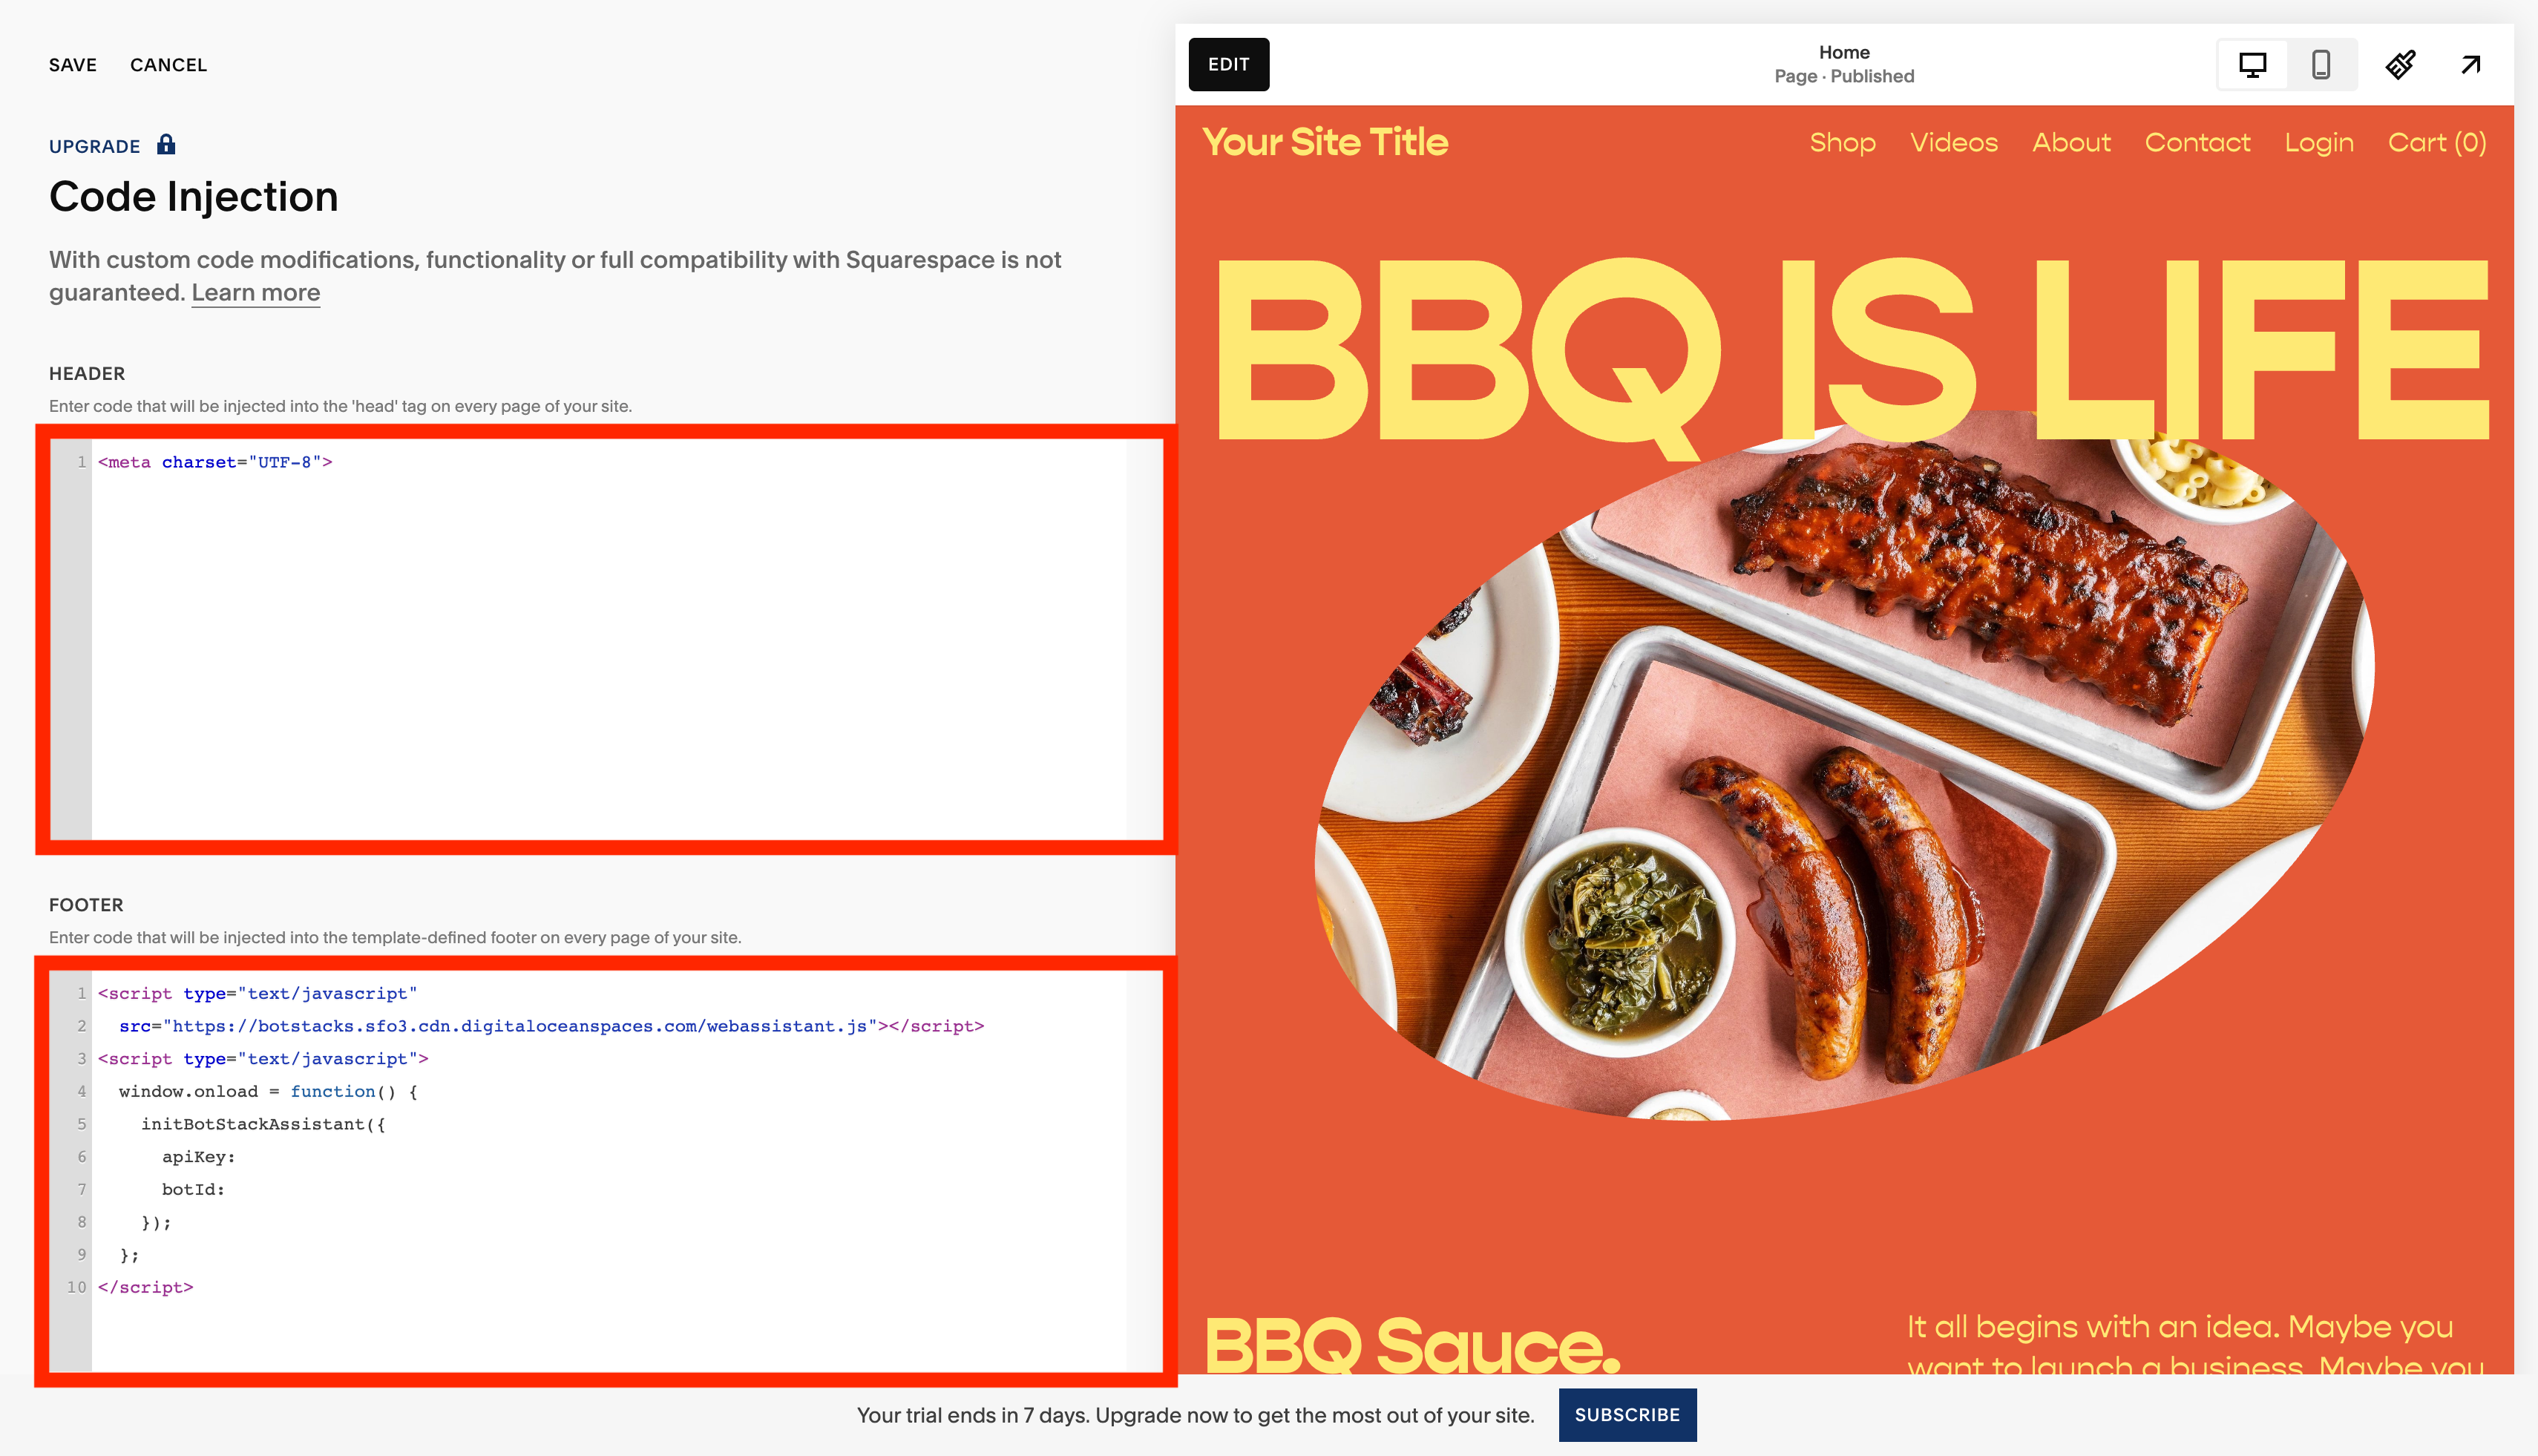 SAVE CANCEL
UPGRADE
Code Injection
With custom code modifications, functionality or full compatibility with Squarespace is not
guaranteed. Learn more
HEADER
Enter code that will be injected into the 'head' tag on every page of your site.
1 <meta charset="UTF-8">
FOOTER
Enter code that will be injected into the template-defined footer on every page of your site.
1 <script type="text/javascript"
2 src="https://botstacks.sfo3.cdn.digitaloceanspaces.com/webassistant.js"></script>
3 <script type="text/javascript">
4 window.onload = function() {
5 initBotStackAssistant({
6 apiKey:
7 botId:
8 });
9 };
10 </script>
EDIT
Home
Page · Published
Your Site Title
Shop Videos About Contact Login Cart (0)
BBQ IS LIFE
BBQ Sauce.
It all begins with an idea. Maybe you
want to launch a business. Maybe you
Your trial ends in 7 days. Upgrade now to get the most out of your site.
SUBSCRIBE